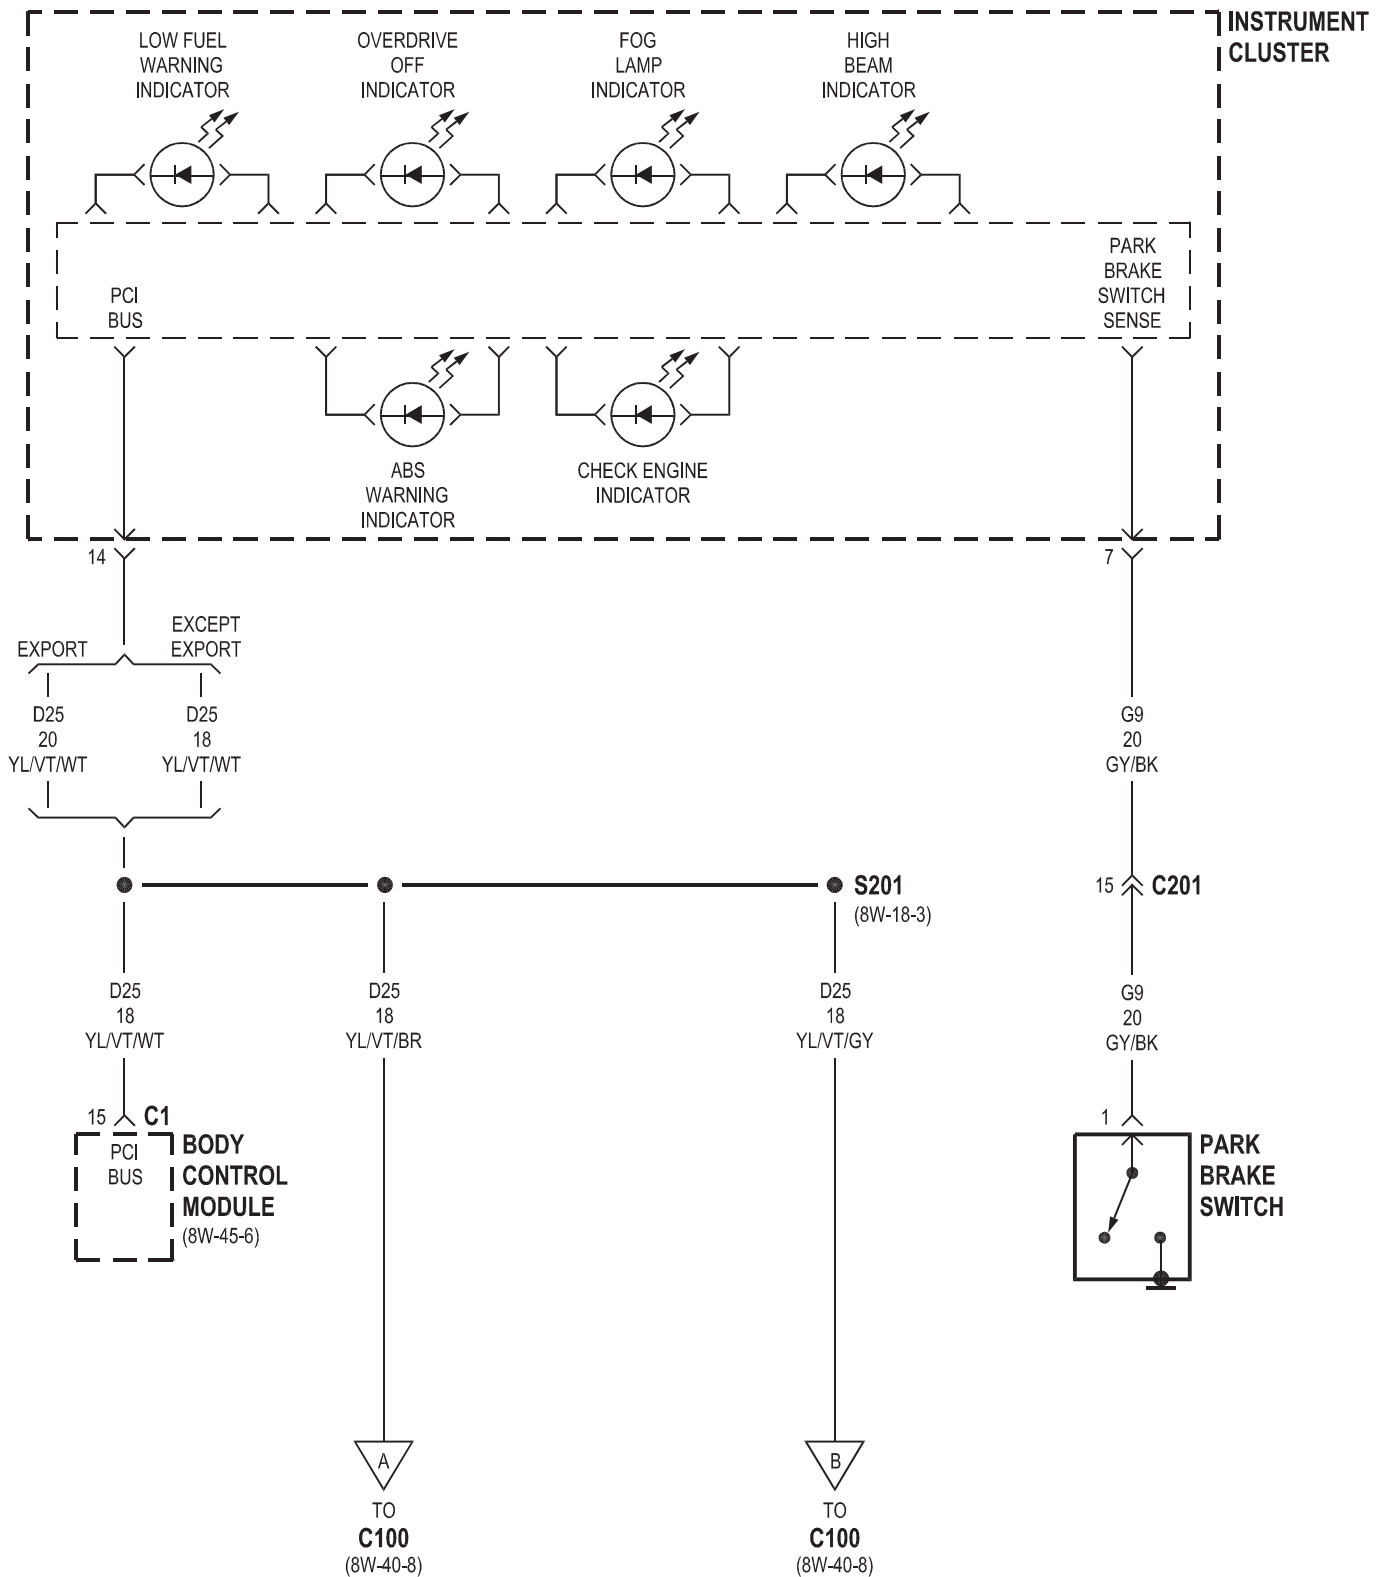 INSTRUMENT
CLUSTER
LOW FUEL
WARNING
INDICATOR
OVERDRIVE
OFF
INDICATOR
FOG
LAMP
INDICATOR
HIGH
BEAM
INDICATOR
PCI
BUS
PARK
BRAKE
SWITCH
SENSE
ABS
WARNING
INDICATOR
CHECK ENGINE
INDICATOR
14
7
EXPORT
EXCEPT
EXPORT
D25
20
YL/VT/WT
D25
18
YL/VT/WT
G9
20
GY/BK
S201
(8W-18-3)
15
C201
D25
18
YL/VT/WT
D25
18
YL/VT/BR
D25
18
YL/VT/GY
G9
20
GY/BK
15
C1
PCI
BUS
BODY
CONTROL
MODULE
(8W-45-6)
1
PARK
BRAKE
SWITCH
A
TO
C100
(8W-40-8)
B
TO
C100
(8W-40-8)